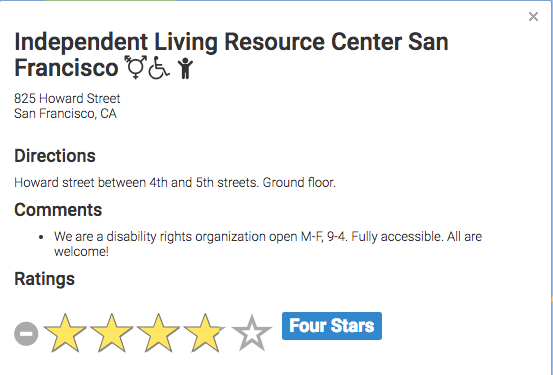 Independent Living Resource Center San
Francisco
825 Howard Street
San Francisco, CA
Directions
Howard street between 4th and 5th streets. Ground floor.
Comments
We are a disability rights organization open M-F, 9-4. Fully accessible. All are
welcome!
Ratings
Four Stars